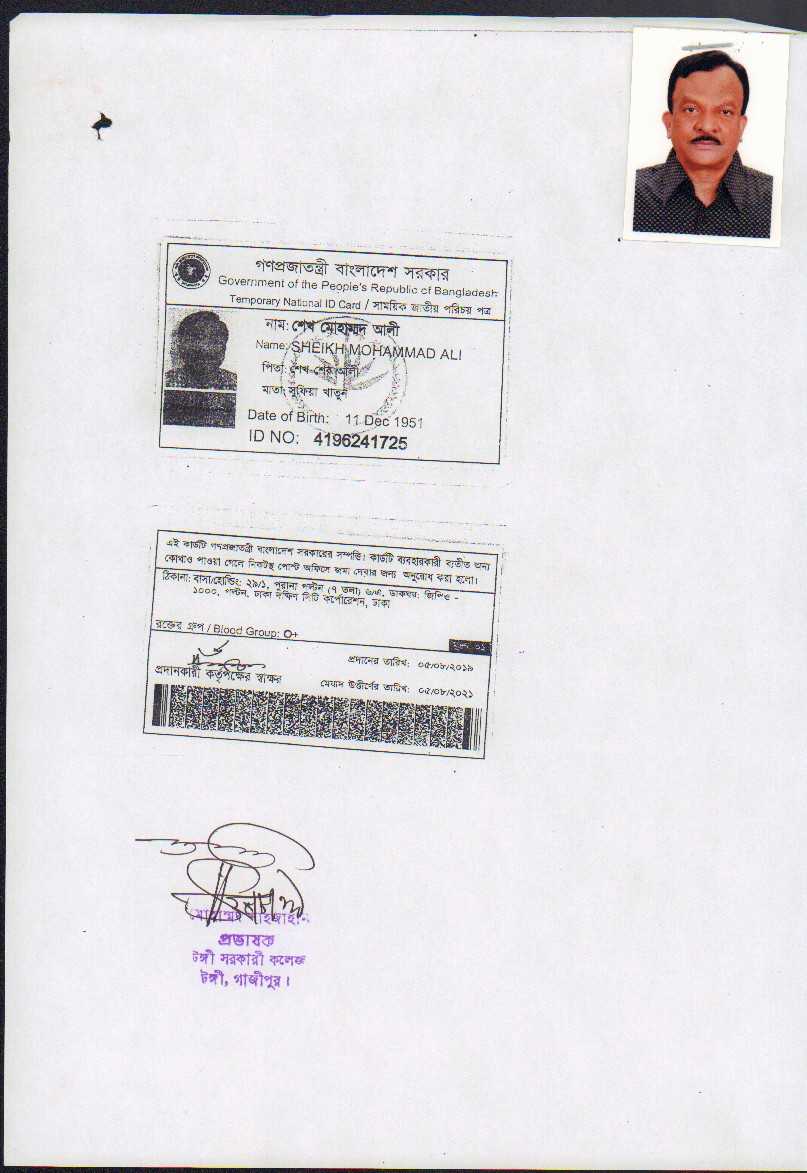 গণপ্রজাতন্ত্রী বাংলাদেশ সরকার
Government of the People's Republic of Bangladesh
Temporary National ID Card / সাময়িক জাতীয় পরিচয় পত্র
নাম: শেখ মোহাম্মদ আলী
Name: SHEIKH MOHAMMAD ALI
পিতা: শেখ শের আলী
মাতা: সুফিয়া খাতুন
Date of Birth: 11 Dec 1951
ID NO: 4196241725
এই কার্ডটি গণপ্রজাতন্ত্রী বাংলাদেশ সরকারের সম্পত্তি। কার্ডটি ব্যবহারকারী ব্যতীত অন্য
কোথাও পাওয়া গেলে নিকটস্থ পোস্ট অফিসে জমা দেবার জন্য অনুরোধ করা হলো।
ঠিকানা: বাসা/হোল্ডিং: ২৯/১, পুরানা পল্টন (৭ তলা) ৬/এ, ডাকঘর: জিপিও -
১০০০, পল্টন, ঢাকা দক্ষিণ সিটি কর্পোরেশন, ঢাকা
রক্তের গ্রুপ / Blood Group: O+
প্রদানকারী কর্তৃপক্ষের স্বাক্ষর
প্রদানের তারিখ: ০৫/০৮/২০১৯
মেয়াদ উত্তীর্ণের তারিখ: ০৫/০৮/২০২১
প্রভাষক
টঙ্গী সরকারী কলেজ
টঙ্গী, গাজীপুর।